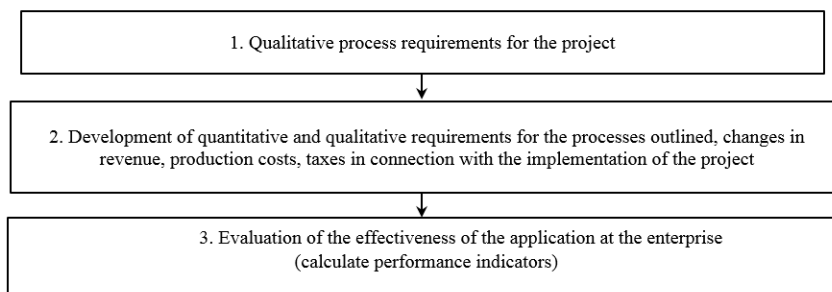 1. Qualitative process requirements for the project
2. Development of quantitative and qualitative requirements for the processes outlined, changes in
revenue, production costs, taxes in connection with the implementation of the project
3. Evaluation of the effectiveness of the application at the enterprise
(calculate performance indicators)